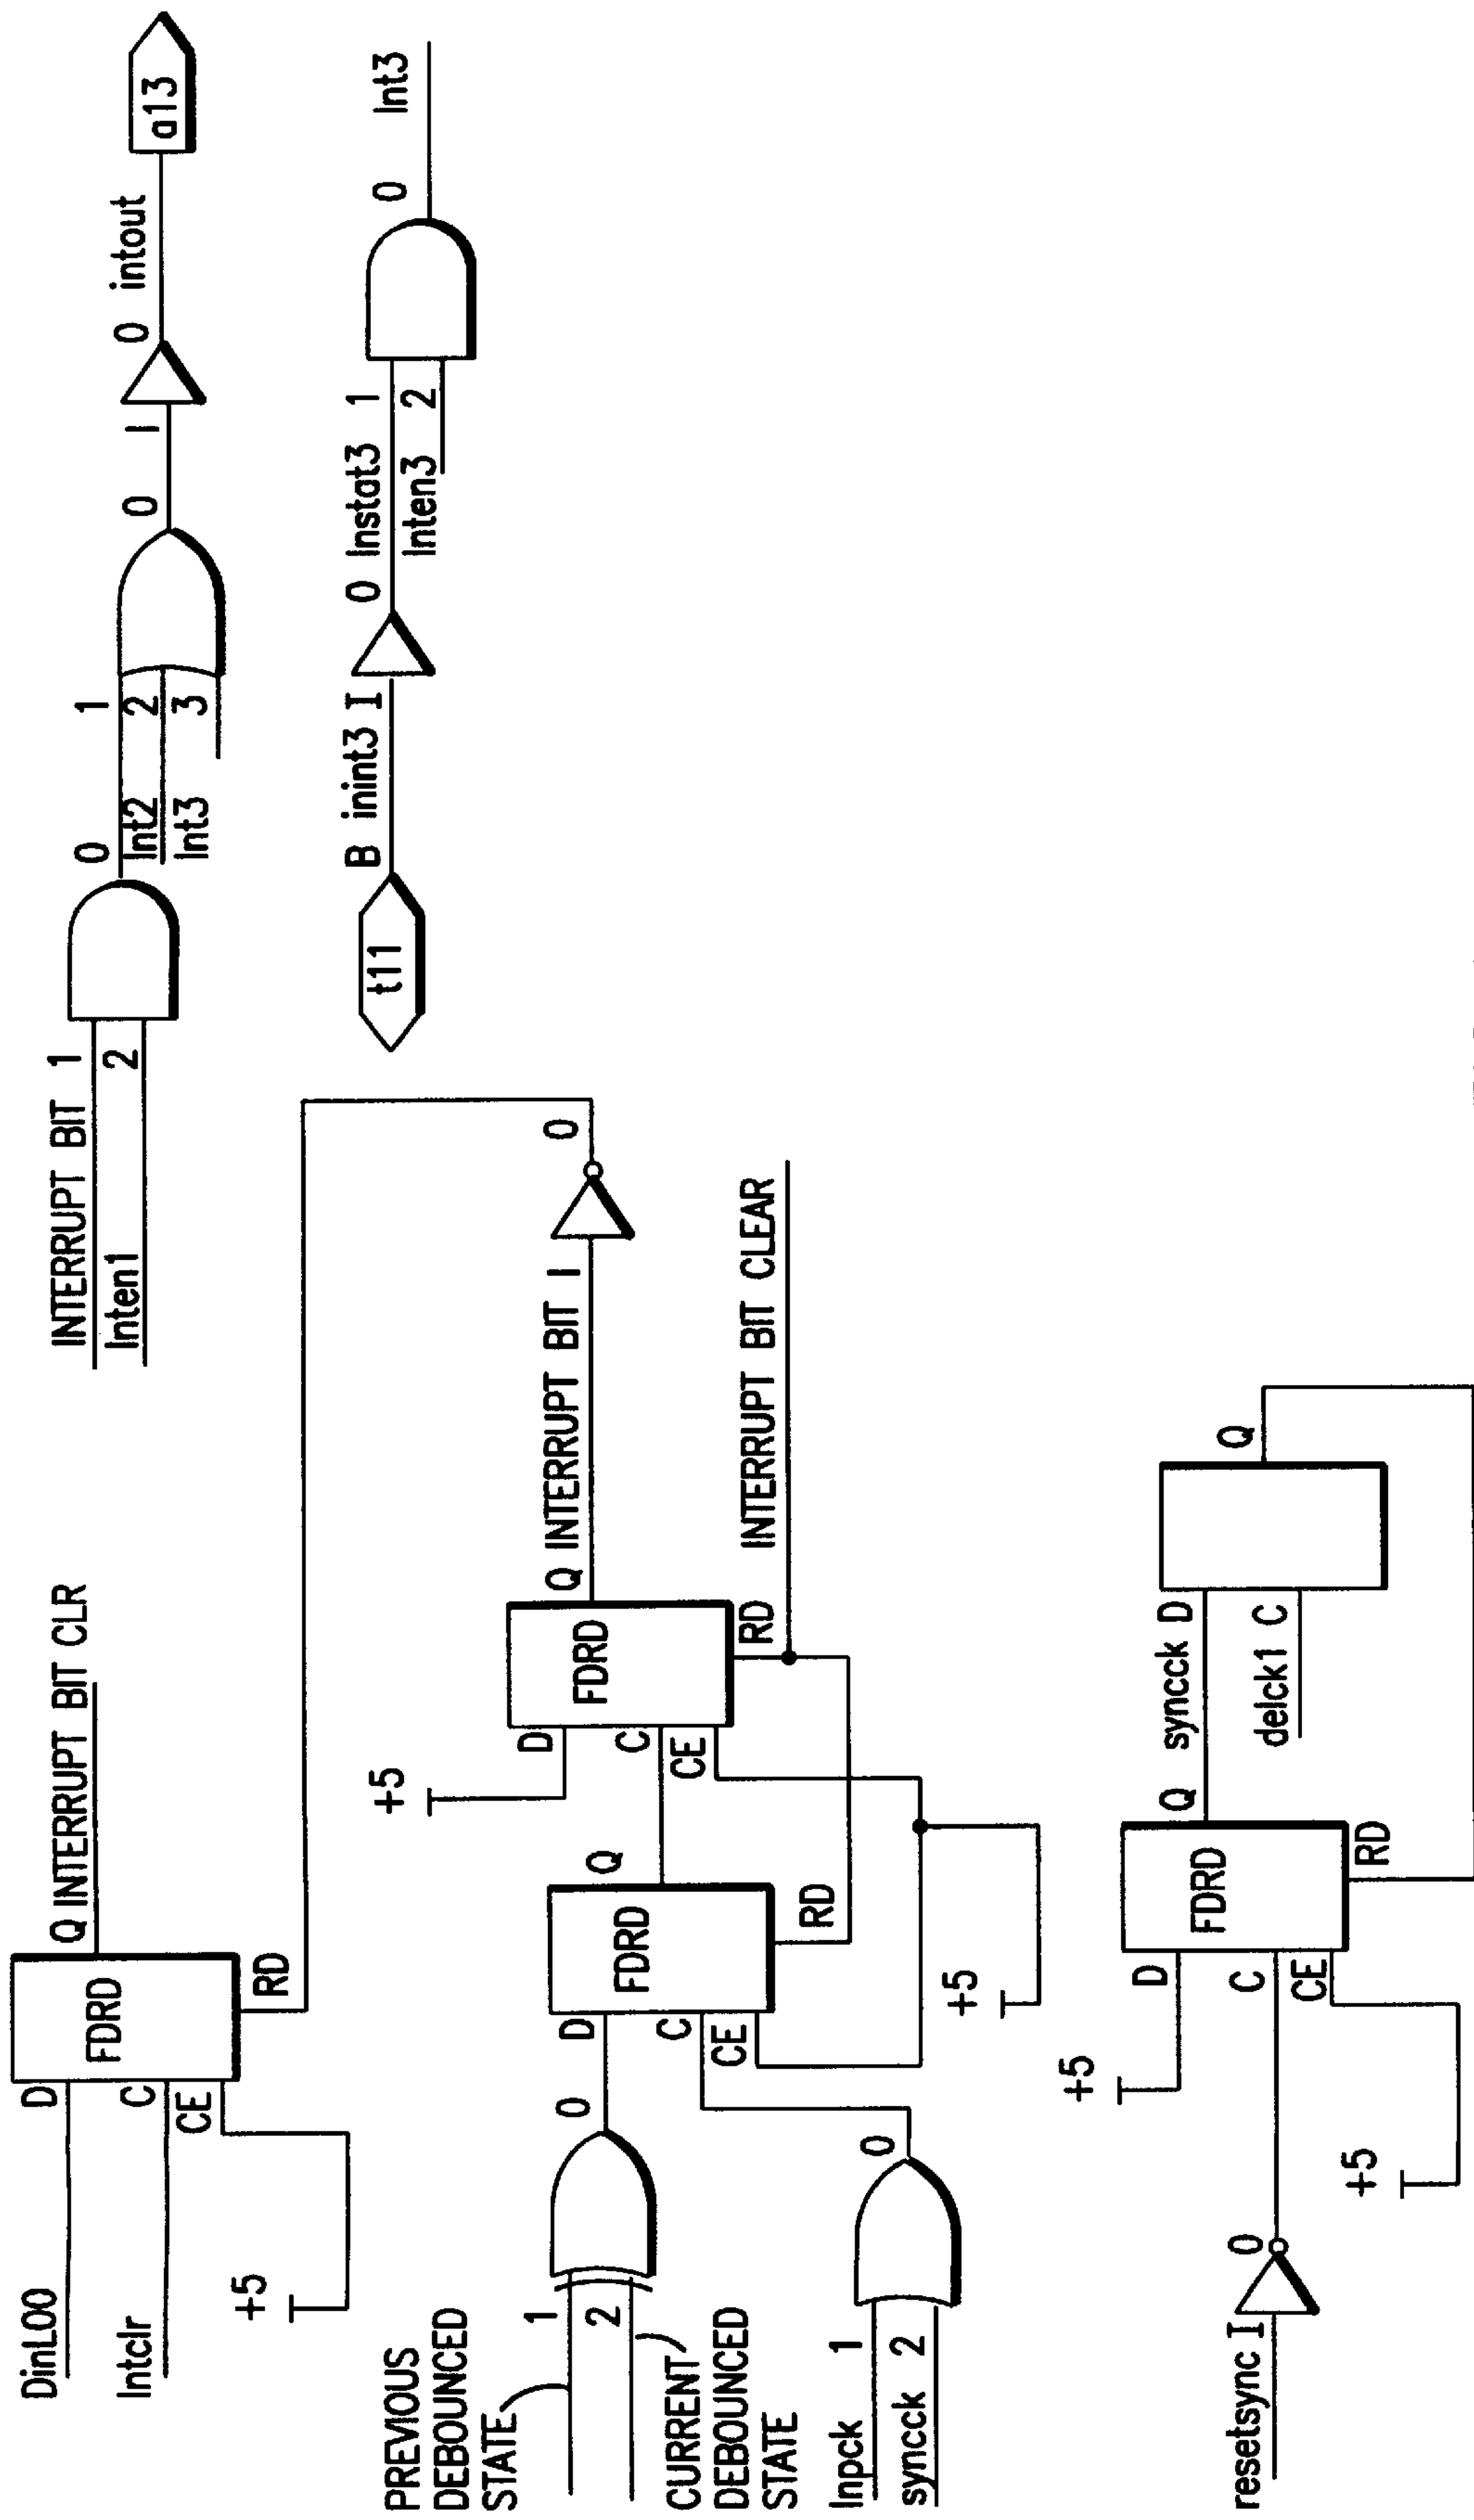 DinL00
D
Intclr
C
CE
+5
FDRD
RD
Q INTERRUPT BIT CLR
INTERRUPT BIT 1
Inten1 2
0
1
Int2 2
Int3 3
0
I
0 intout
a13
t11
B inint3 I
0 Instat3 1
Inten3 2
0 Int3
PREVIOUS
DEBOUNCED
STATE
1
2
CURRENT
DEBOUNCED
STATE
0
Inpck 1
syncck 2
0
D
C
CE
FDRD
RD
Q
+5
+5
D
C
CE
FDRD
RD
Q INTERRUPT BIT I
0
INTERRUPT BIT CLEAR
resetsync I
0
+5
D
C
CE
+5
FDRD
RD
Q syncck D
delck1 C
Q